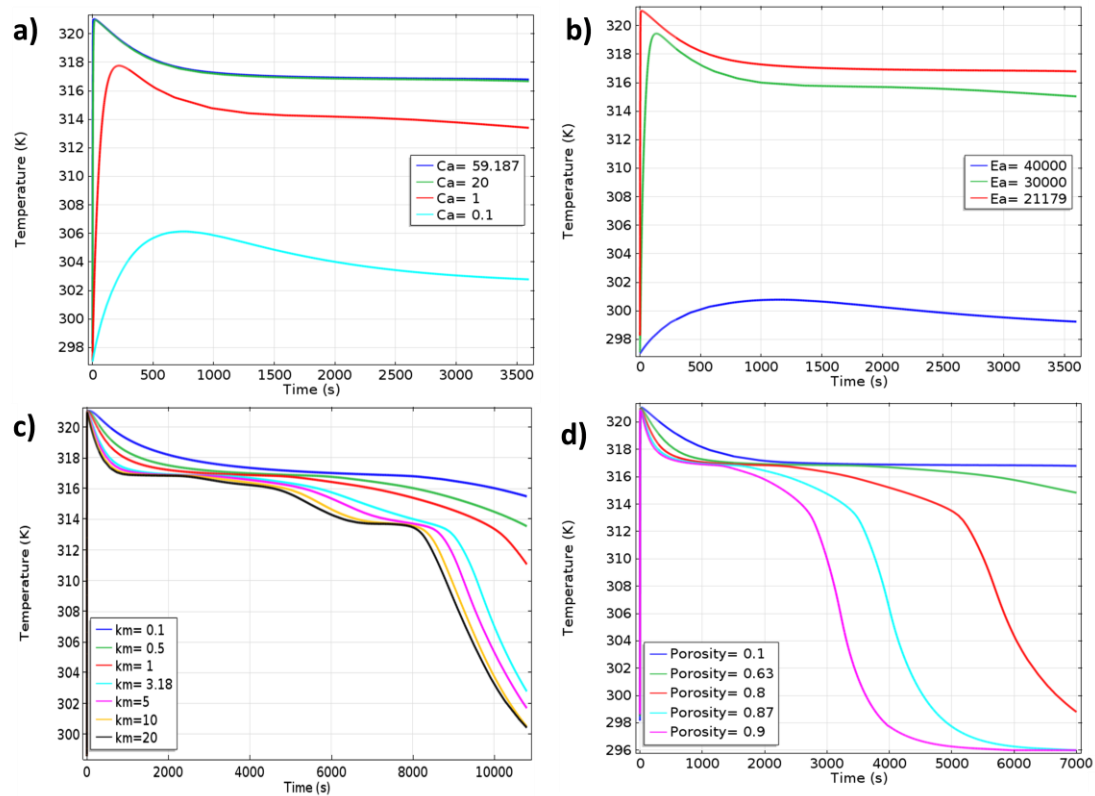 a)
Temperature (K)
320
318
316
314
312
310
308
306
304
302
300
298
Ca= 59.187
Ca= 20
Ca= 1
Ca= 0.1
0 500 1000 1500 2000 2500 3000 3500
Time (s)
b)
Temperature (K)
320
318
316
314
312
310
308
306
304
302
300
298
Ea= 40000
Ea= 30000
Ea= 21179
0 500 1000 1500 2000 2500 3000 3500
Time (s)
c)
Temperature (K)
320
318
316
314
312
310
308
306
304
302
300
km= 0.1
km= 0.5
km= 1
km= 3.18
km=5
km=10
km=20
0 2000 4000 6000 8000 10000
Time (s)
d)
Temperature (K)
320
318
316
314
312
310
308
306
304
302
300
298
296
Porosity= 0.1
Porosity= 0.63
Porosity= 0.8
Porosity= 0.87
Porosity= 0.9
0 1000 2000 3000 4000 5000 6000 7000
Time (s)